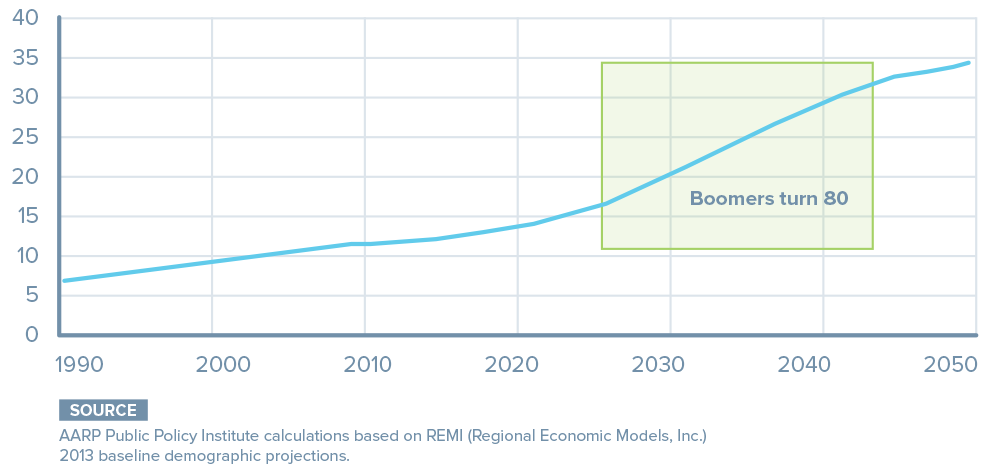 40
35
30
25
20
15
10
5
0
Boomers turn 80
1990 2000 2010 2020 2030 2040 2050
SOURCE
AARP Public Policy Institute calculations based on REMI (Regional Economic Models, Inc.)
2013 baseline demographic projections.